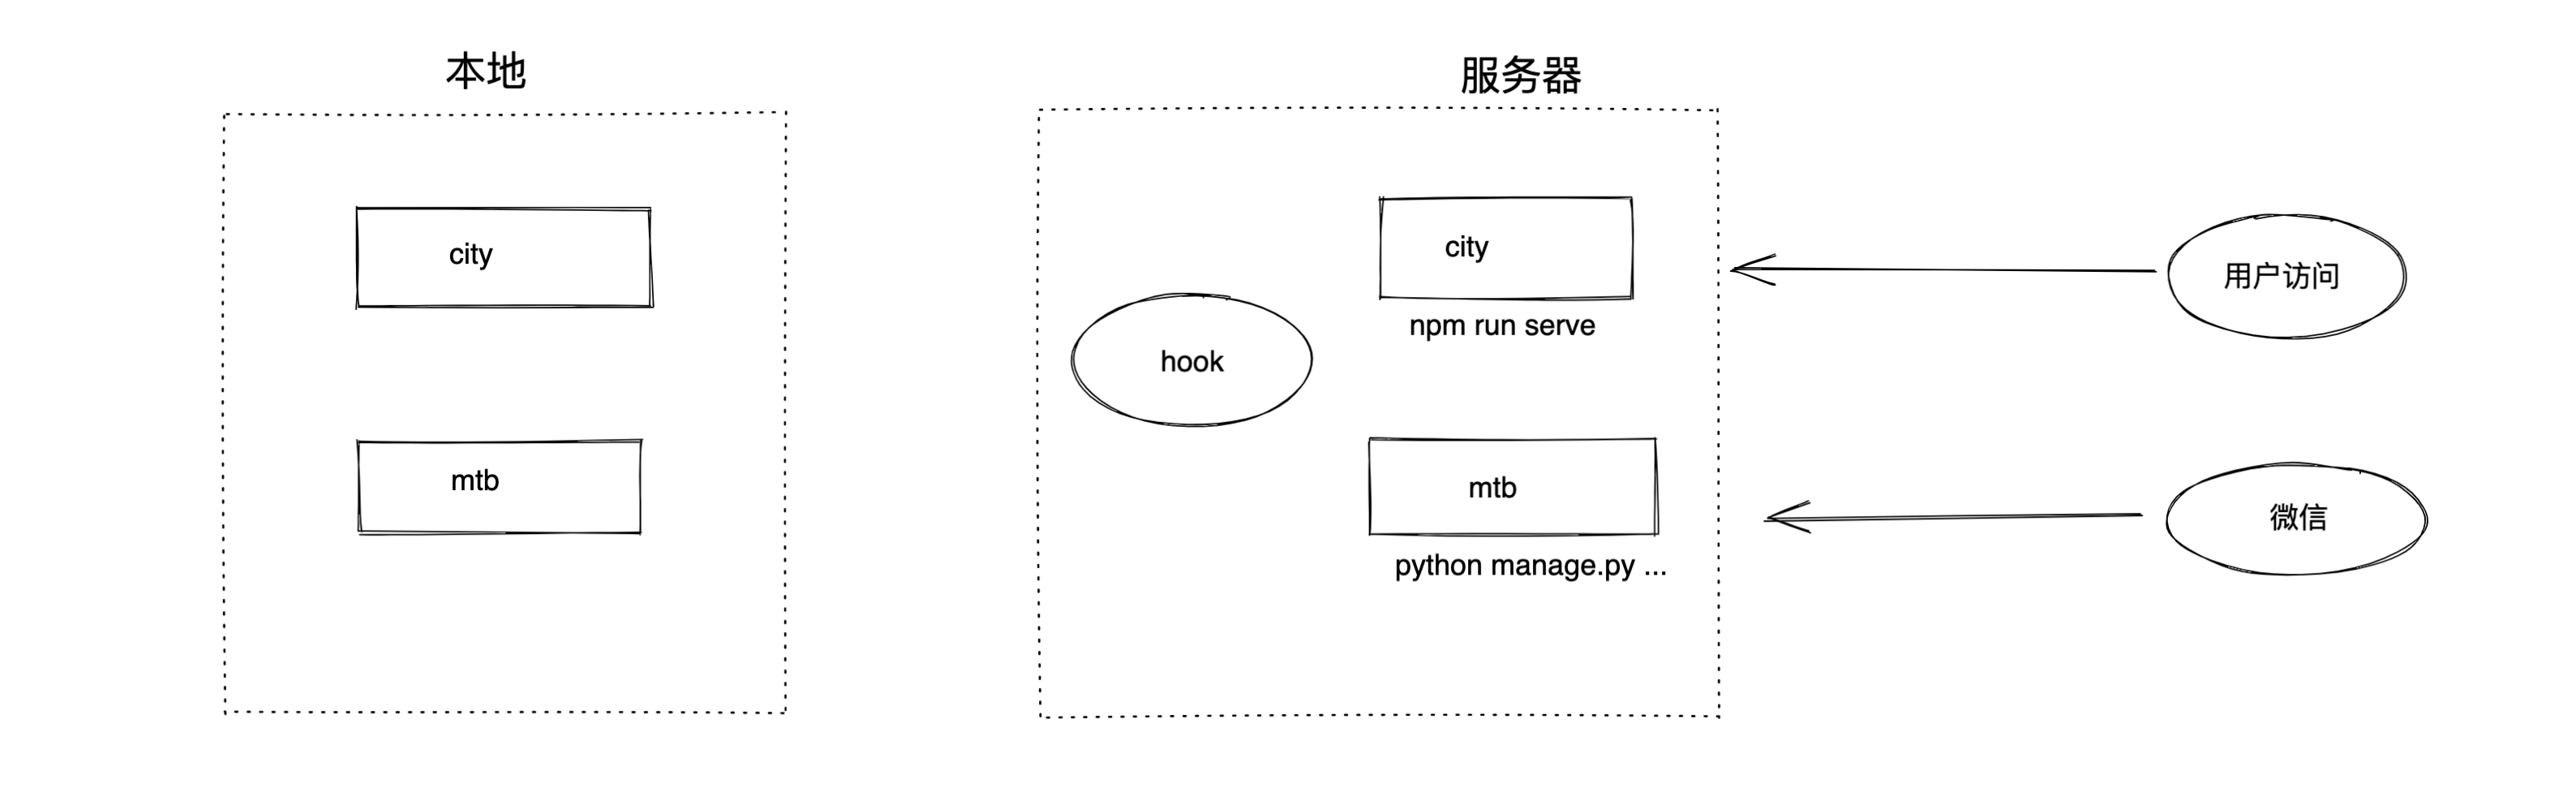 本地
city
mtb
服务器
hook
city
npm run serve
mtb
python manage.py ...
用户访问
微信